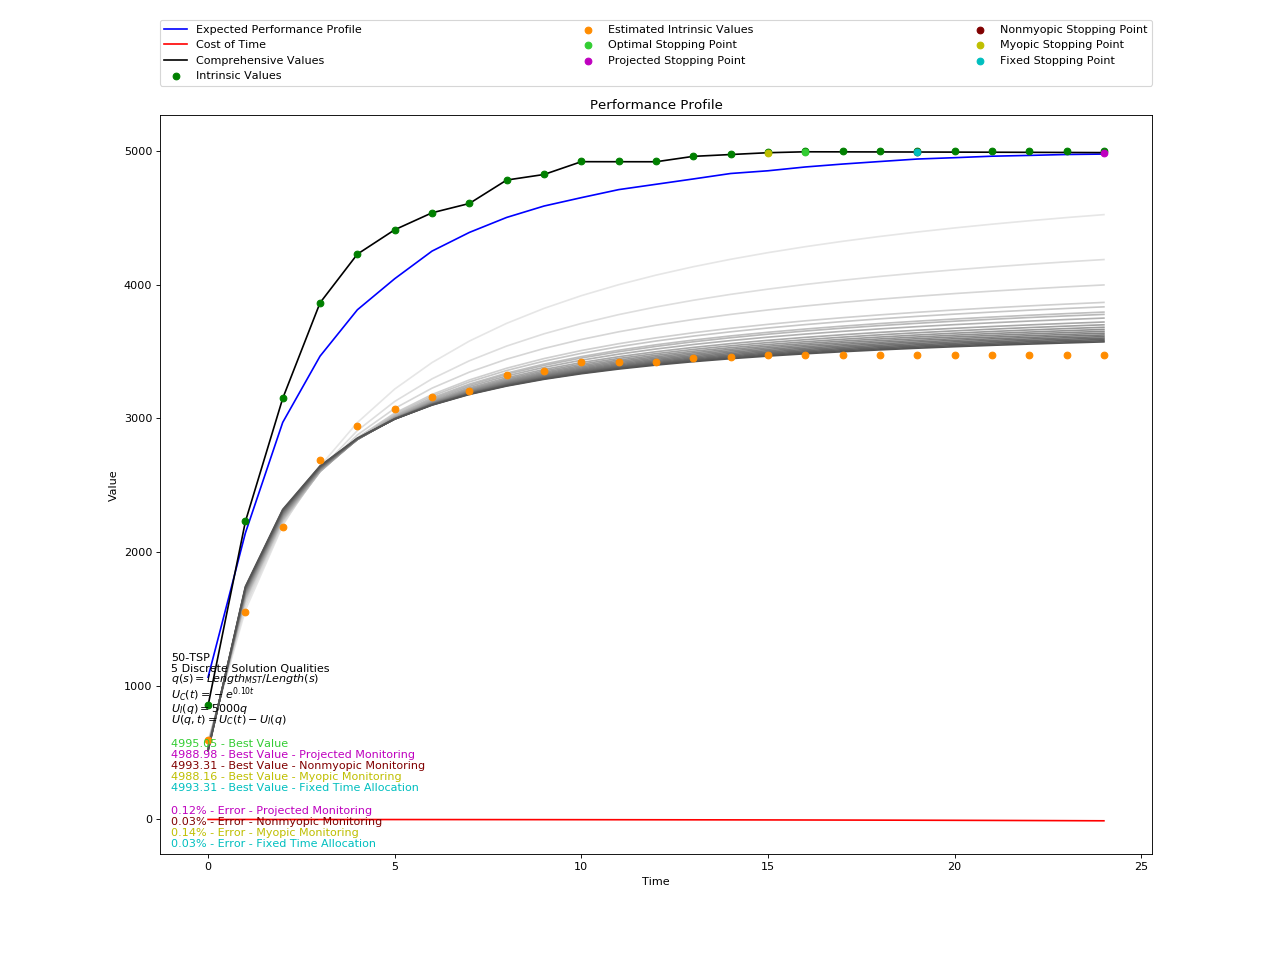 Expected Performance Profile
Cost of Time
Comprehensive Values
Intrinsic Values
Estimated Intrinsic Values
Optimal Stopping Point
Projected Stopping Point
Nonmyopic Stopping Point
Myopic Stopping Point
Fixed Stopping Point
Performance Profile
Value
5000
4000
3000
2000
1000
0
50-TSP
5 Discrete Solution Qualities
q(s) = Length_MST/Length(s)
U_C(t) = −e^0.10t
U_I(q) = 5000q
U(q, t) = U_C(t) − U_I(q)
4995.05 - Best Value
4988.98 - Best Value - Projected Monitoring
4993.31 - Best Value - Nonmyopic Monitoring
4988.16 - Best Value - Myopic Monitoring
4993.31 - Best Value - Fixed Time Allocation
0.12% - Error - Projected Monitoring
0.03% - Error - Nonmyopic Monitoring
0.14% - Error - Myopic Monitoring
0.03% - Error - Fixed Time Allocation
0 5 10 15 20 25
Time